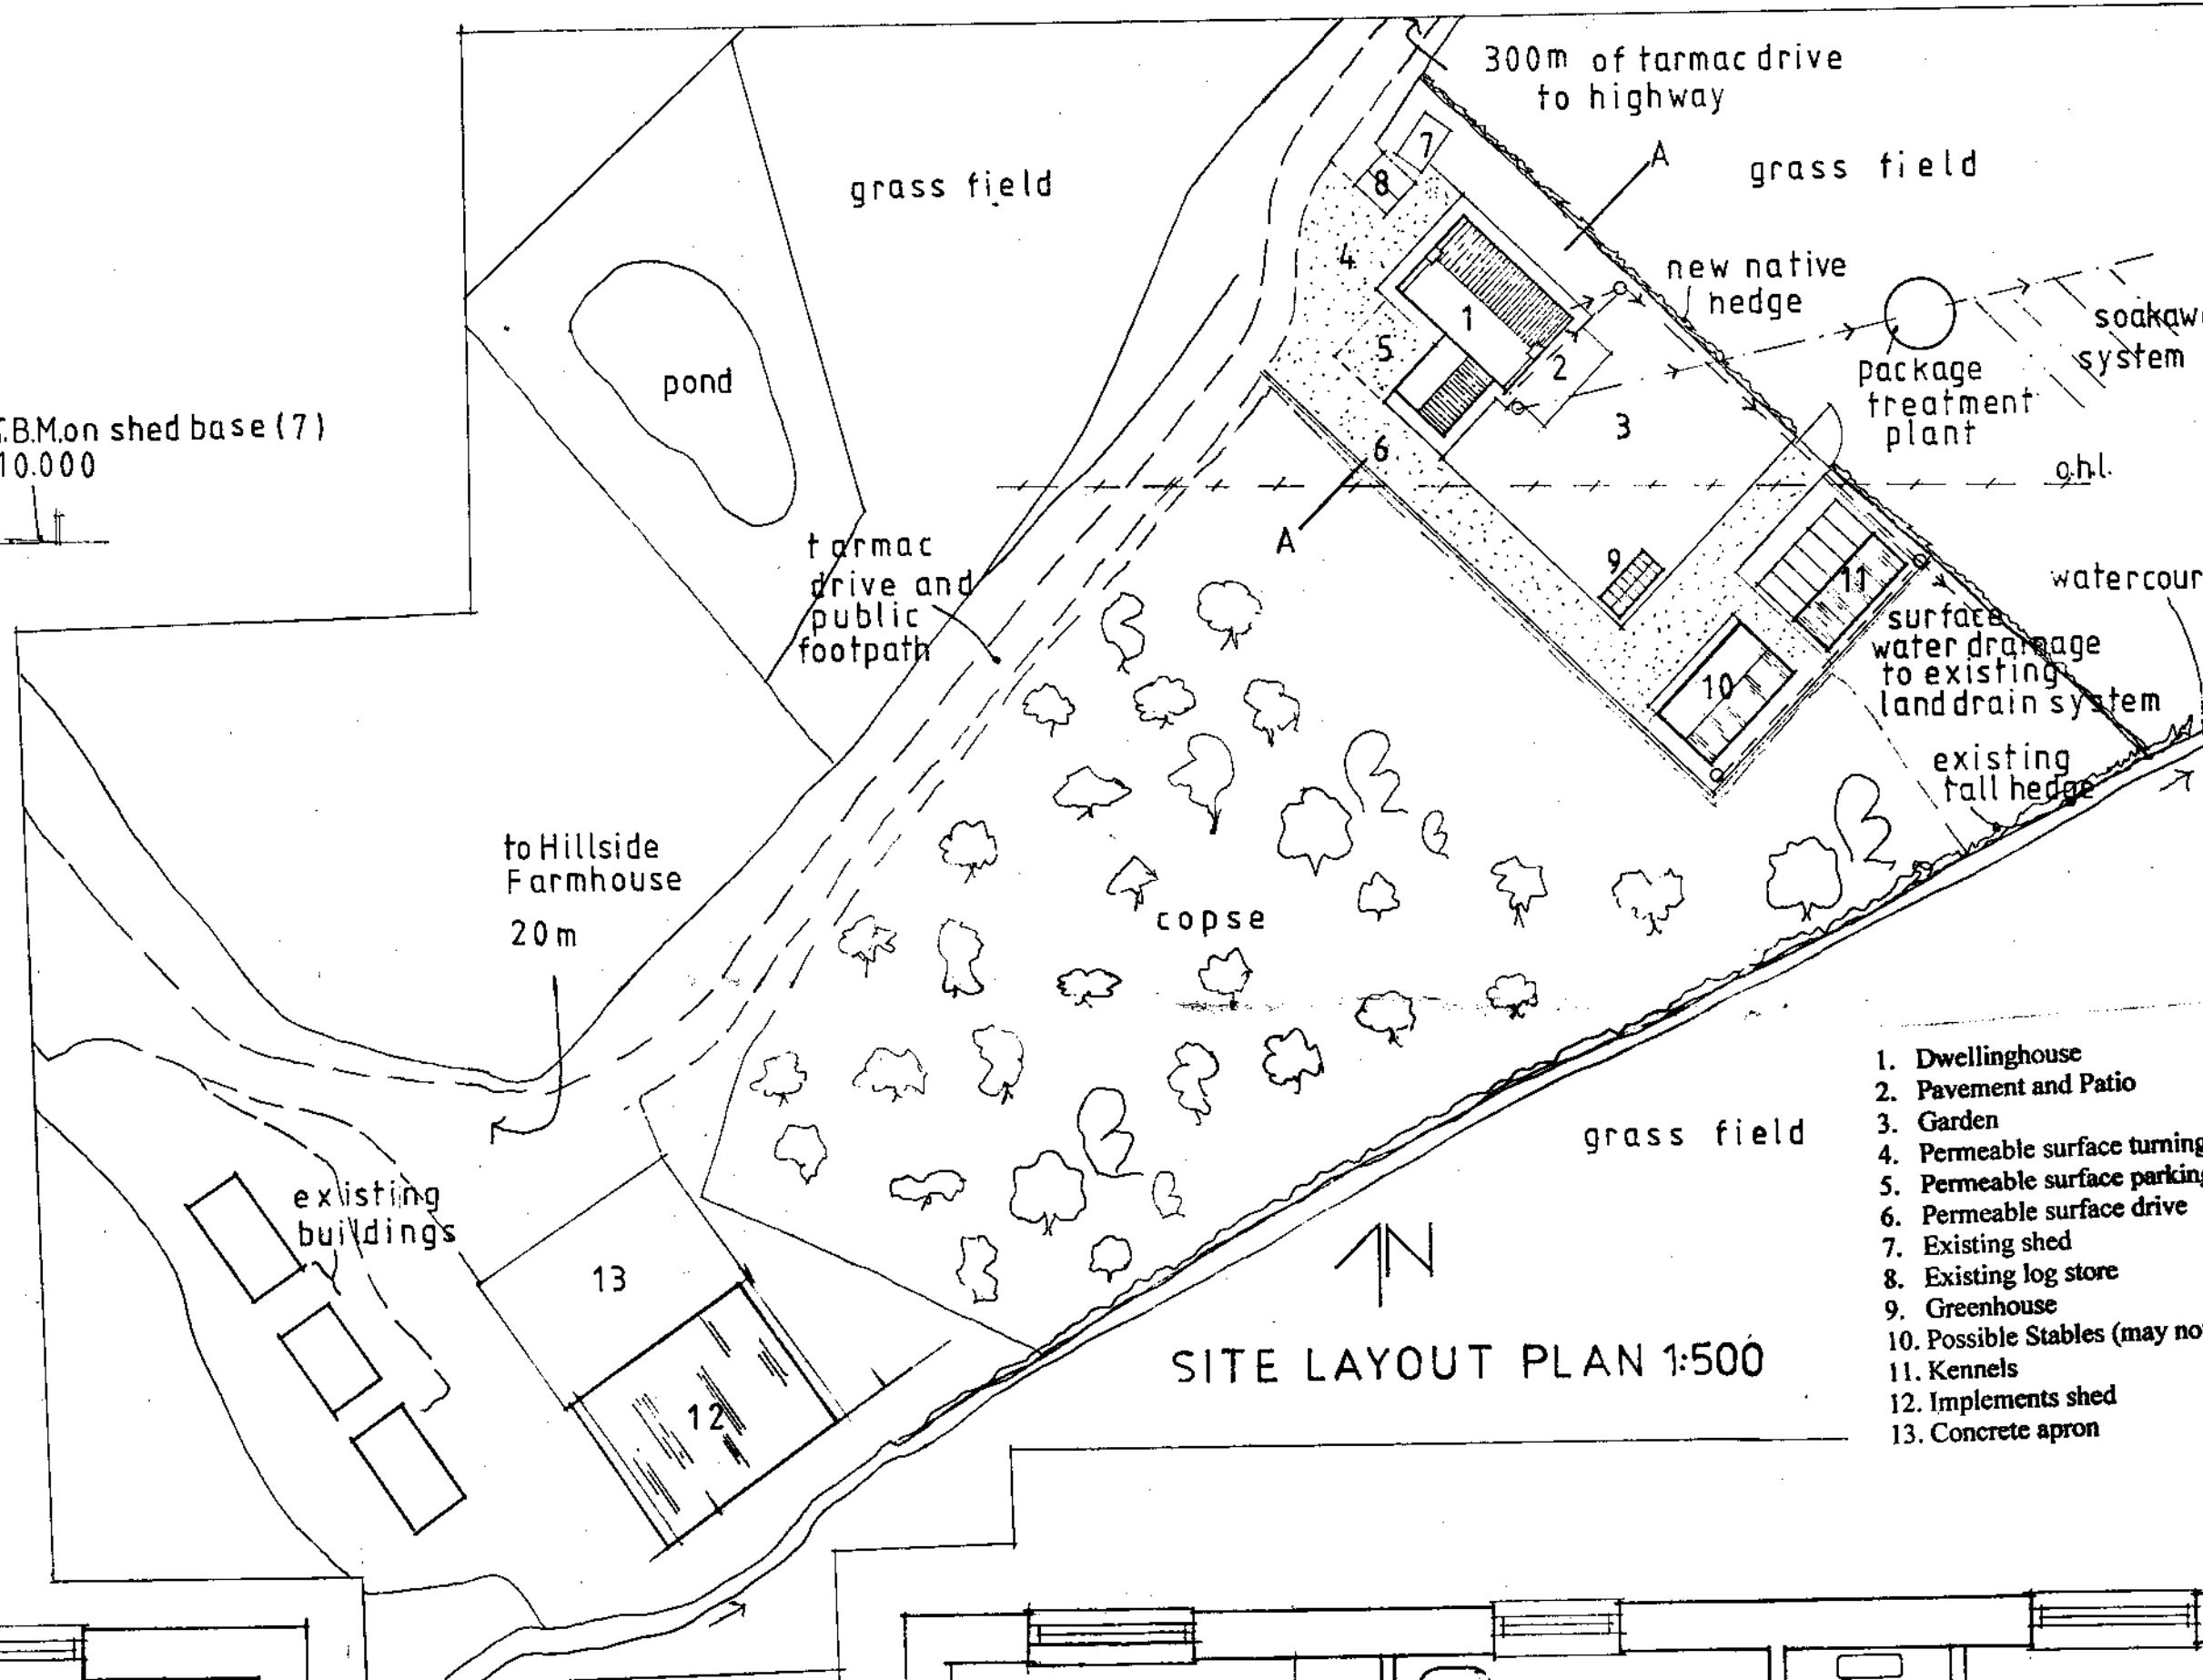 300m of tarmac drive
to highway
A
grass field
grass field
7
8
4
1
5
2
3
6
A
new native
hedge
system
package
treatment
plant
o.h.l.
pond
T.B.M. on shed base (7)
10.000
tarmac
drive and
public
footpath
9
11
10
surface
water drainage
to existing
land drain system
existing
tall hedge
to Hillside
Farmhouse
20m
copse
existing
buildings
13
12
grass field
N
SITE LAYOUT PLAN 1:500
1. Dwellinghouse
2. Pavement and Patio
3. Garden
4. Permeable surface turning
5. Permeable surface parking
6. Permeable surface drive
7. Existing shed
8. Existing log store
9. Greenhouse
10. Possible Stables (may no
11. Kennels
12. Implements shed
13. Concrete apron